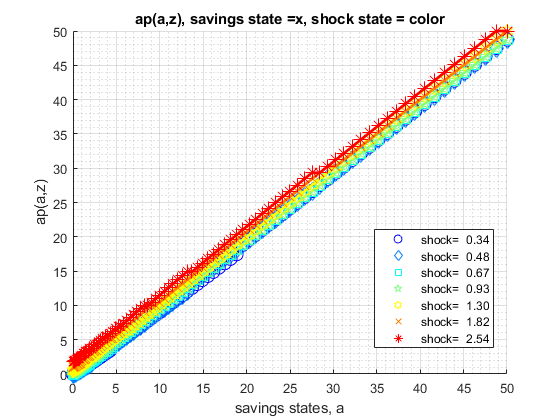 ap(a,z), savings state =x, shock state = color
ap(a,z)
50
45
40
35
30
25
20
15
10
5
0
shock= 0.34
shock= 0.48
shock= 0.67
shock= 0.93
shock= 1.30
shock= 1.82
shock= 2.54
0 5 10 15 20 25 30 35 40 45 50
savings states, a